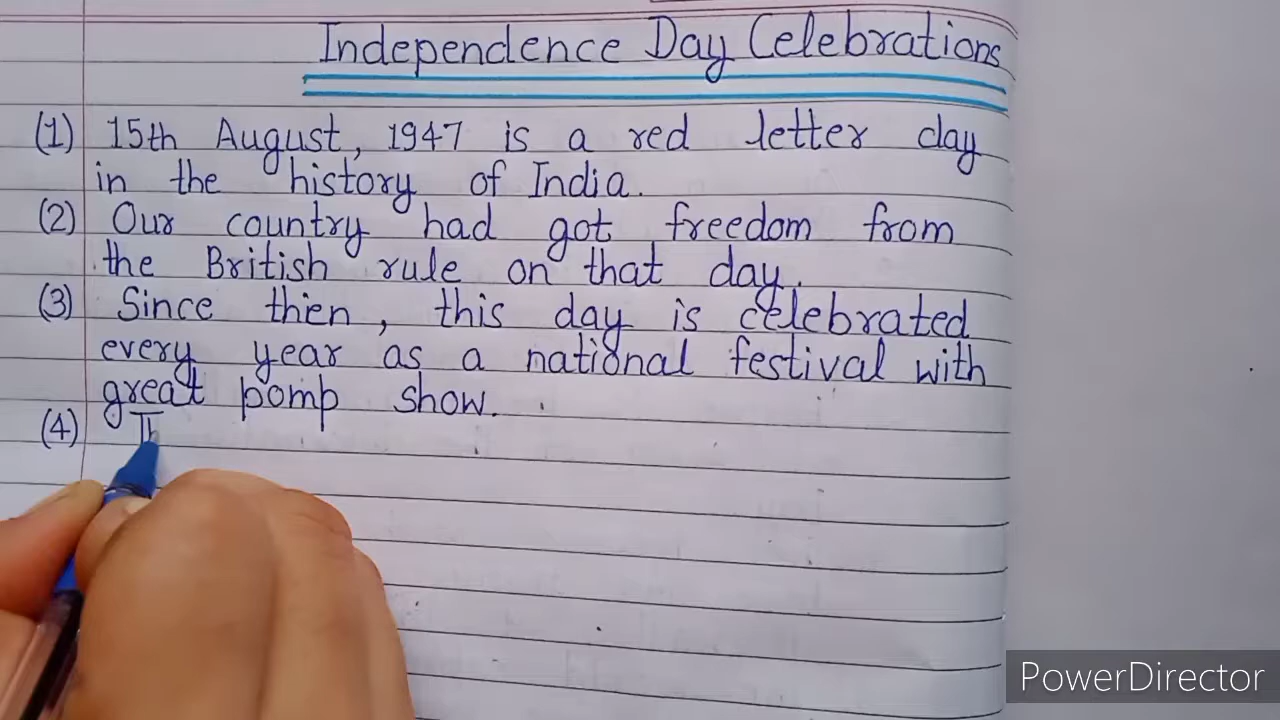 Independence Day Celebrations
(1) 15th August, 1947 is a red letter day
in the history of India.
(2) Our country had got freedom from
the British rule on that day.
(3) Since then, this day is celebrated
every year as a national festival with
great pomp show.
(4)
PowerDirector